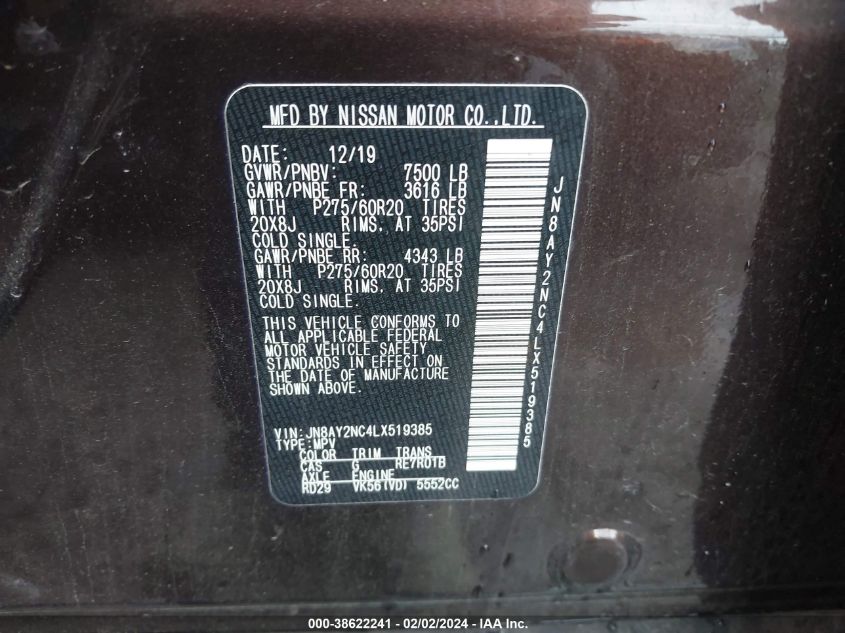 MFD BY NISSAN MOTOR CO.,LTD.
DATE: 12/19
GVWR/PNBV: 7500 LB
GAWR/PNBE FR: 3616 LB
WITH P275/60R20 TIRES
20X8J RIMS, AT 35PSI
COLD SINGLE.
GAWR/PNBE RR: 4343 LB
WITH P275/60R20 TIRES
20X8J RIMS, AT 35PSI
COLD SINGLE.
THIS VEHICLE CONFORMS TO
ALL APPLICABLE FEDERAL
MOTOR VEHICLE SAFETY
STANDARDS IN EFFECT ON
THE DATE OF MANUFACTURE
SHOWN ABOVE.
VIN:JN8AY2NC4LX519385
TYPE:MPV
COLOR TRIM TRANS
CAS G RE7R0TB
AXLE ENGINE
RD29 VK56(VD) 5552CC
JN8AY2NC4LX519385
000-38622241 - 02/02/2024 - IAA Inc.